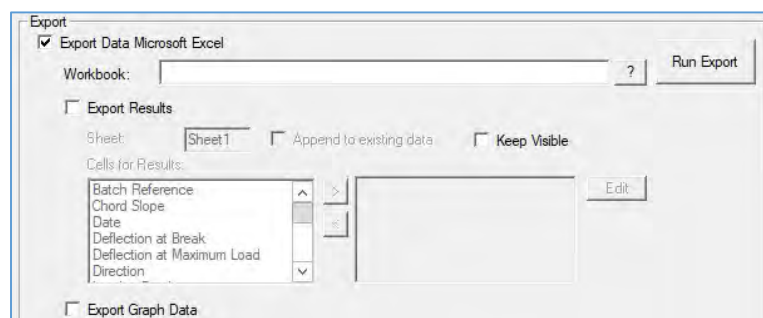 Export
Export Data Microsoft Excel
Workbook: ? Run Export
Export Results
Sheet: Sheet1 Append to existing data Keep Visible
Cells for Results:
Batch Reference > Edit
Chord Slope
Date
Deflection at Break
Deflection at Maximum Load
Direction
Export Graph Data